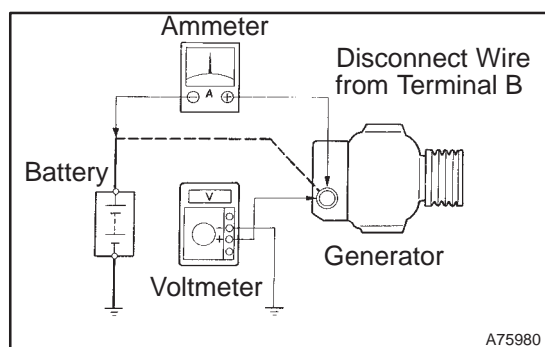 Ammeter
Disconnect Wire
from Terminal B
A
Battery
V
Generator
Voltmeter
A75980